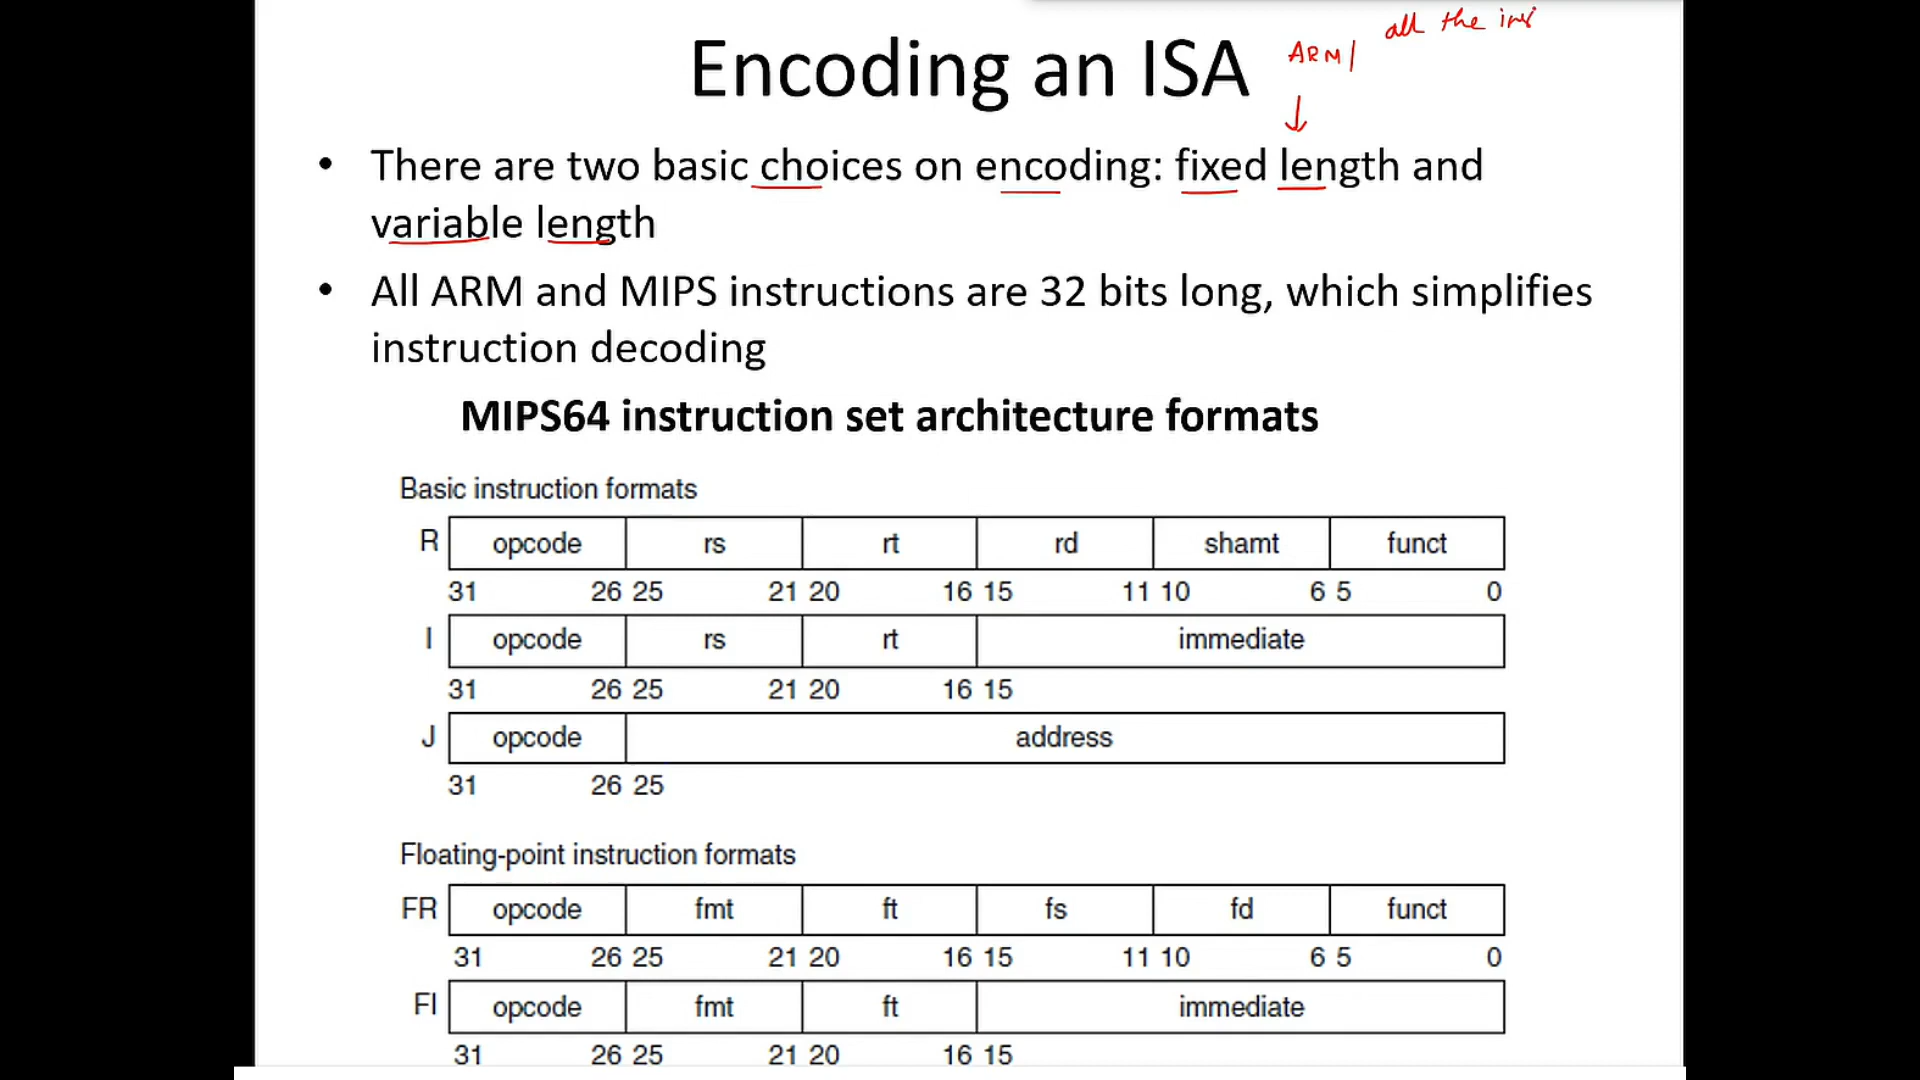 all the ins
Encoding an ISA
ARM/
• There are two basic choices on encoding: fixed length and
variable length
• All ARM and MIPS instructions are 32 bits long, which simplifies
instruction decoding
MIPS64 instruction set architecture formats
Basic instruction formats
R opcode rs rt rd shamt funct
31 26 25 21 20 16 15 11 10 6 5 0
I opcode rs rt immediate
31 26 25 21 20 16 15
J opcode address
31 26 25
Floating-point instruction formats
FR opcode fmt ft fs fd funct
31 26 25 21 20 16 15 11 10 6 5 0
FI opcode fmt ft immediate
31 26 25 21 20 16 15